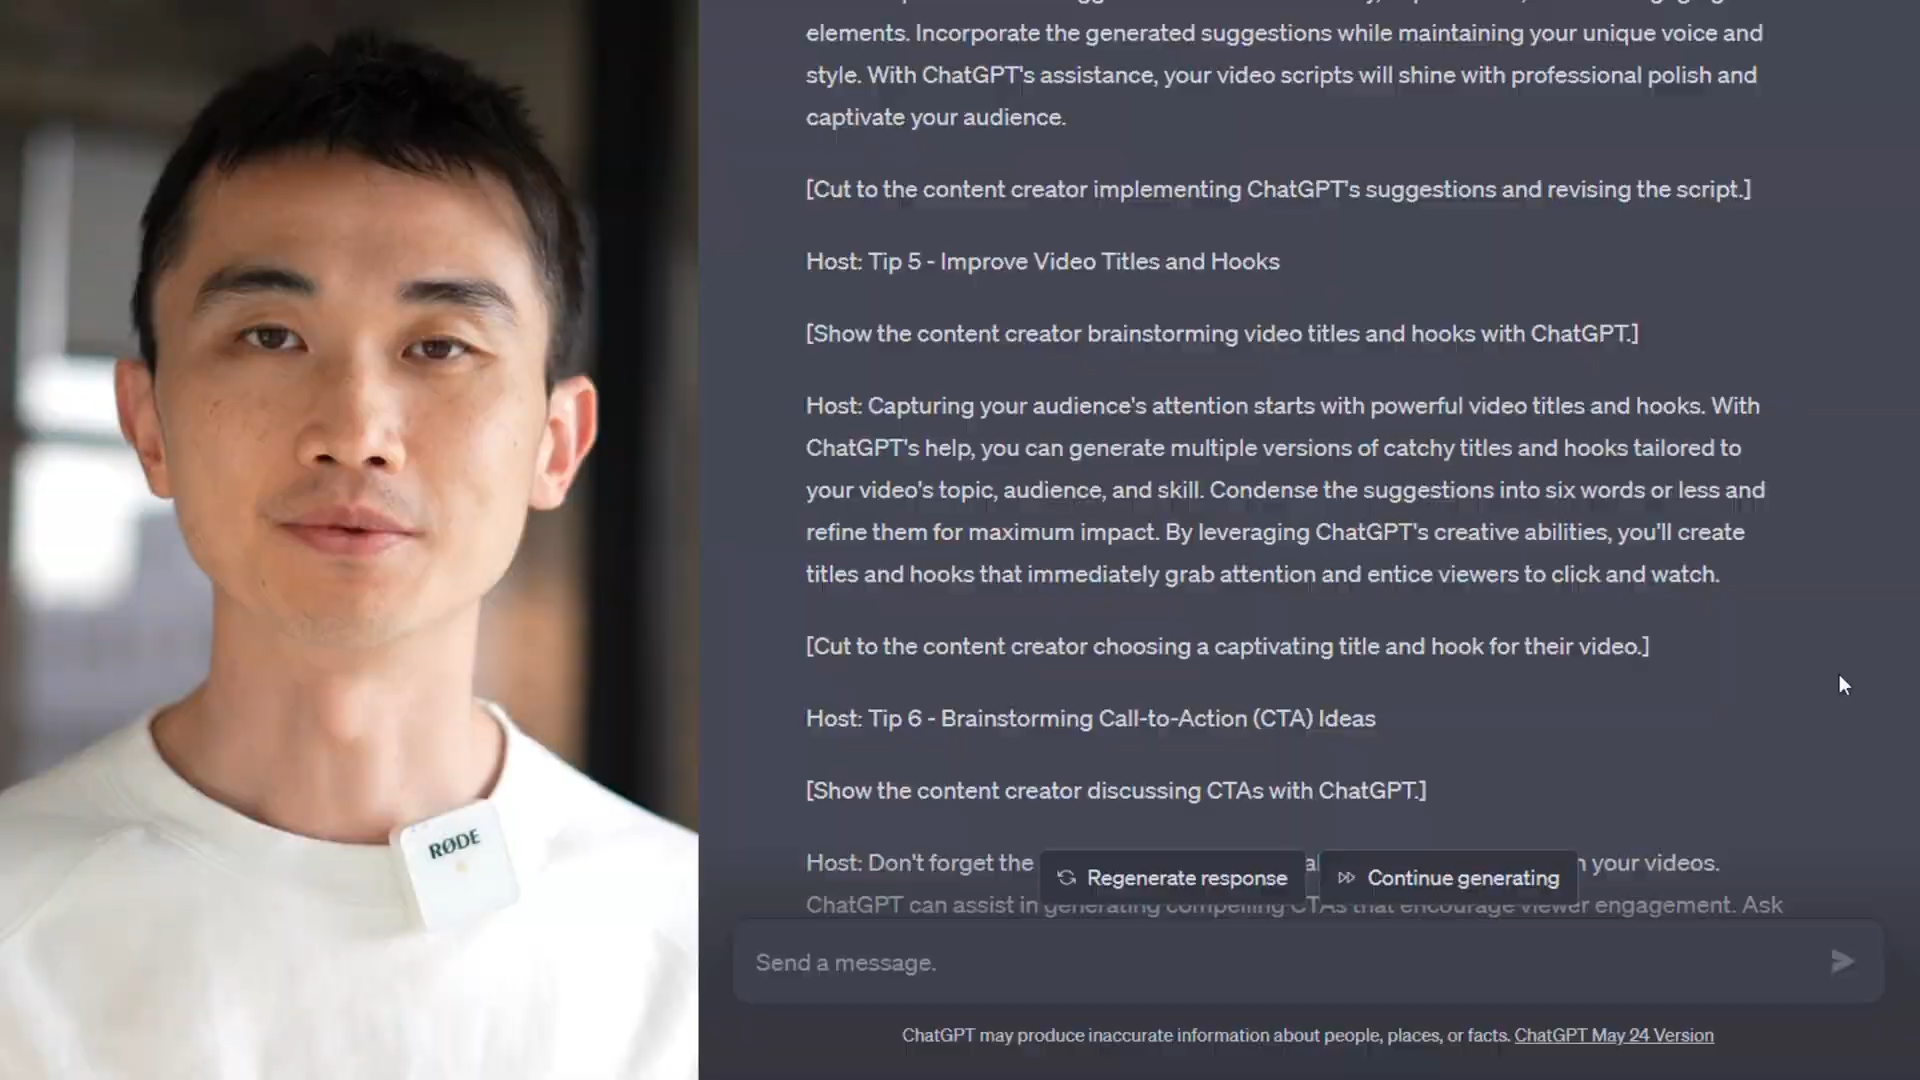 elements. Incorporate the generated suggestions while maintaining your unique voice and
style. With ChatGPT's assistance, your video scripts will shine with professional polish and
captivate your audience.
[Cut to the content creator implementing ChatGPT's suggestions and revising the script.]
Host: Tip 5 - Improve Video Titles and Hooks
[Show the content creator brainstorming video titles and hooks with ChatGPT.]
Host: Capturing your audience's attention starts with powerful video titles and hooks. With
ChatGPT's help, you can generate multiple versions of catchy titles and hooks tailored to
your video's topic, audience, and skill. Condense the suggestions into six words or less and
refine them for maximum impact. By leveraging ChatGPT's creative abilities, you'll create
titles and hooks that immediately grab attention and entice viewers to click and watch.
[Cut to the content creator choosing a captivating title and hook for their video.]
Host: Tip 6 - Brainstorming Call-to-Action (CTA) Ideas
[Show the content creator discussing CTAs with ChatGPT.]
RØDE
Host: Don't forget the your videos.
Regenerate response
Continue generating
ChatGPT can assist in generating compelling CTAs that encourage viewer engagement. Ask
Send a message.
ChatGPT may produce inaccurate information about people, places, or facts. ChatGPT May 24 Version